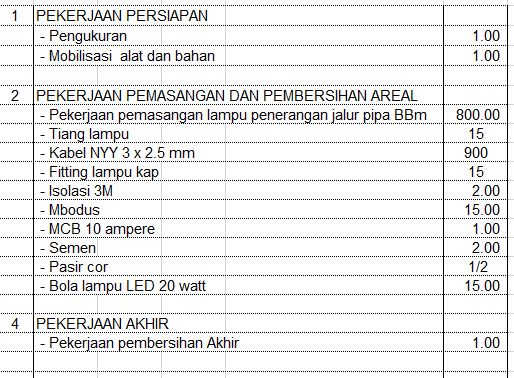 1 PEKERJAAN PERSIAPAN
- Pengukuran 1.00
- Mobilisasi alat dan bahan 1.00
2 PEKERJAAN PEMASANGAN DAN PEMBERSIHAN AREAL
- Pekerjaan pemasangan lampu penerangan jalur pipa BBm 800.00
- Tiang lampu 15
- Kabel NYY 3 x 2.5 mm 900
- Fitting lampu kap 15
- Isolasi 3M 2.00
- Mbodus 15.00
- MCB 10 ampere 1.00
- Semen 2.00
- Pasir cor 1/2
- Bola lampu LED 20 watt 15.00
4 PEKERJAAN AKHIR
- Pekerjaan pembersihan Akhir 1.00